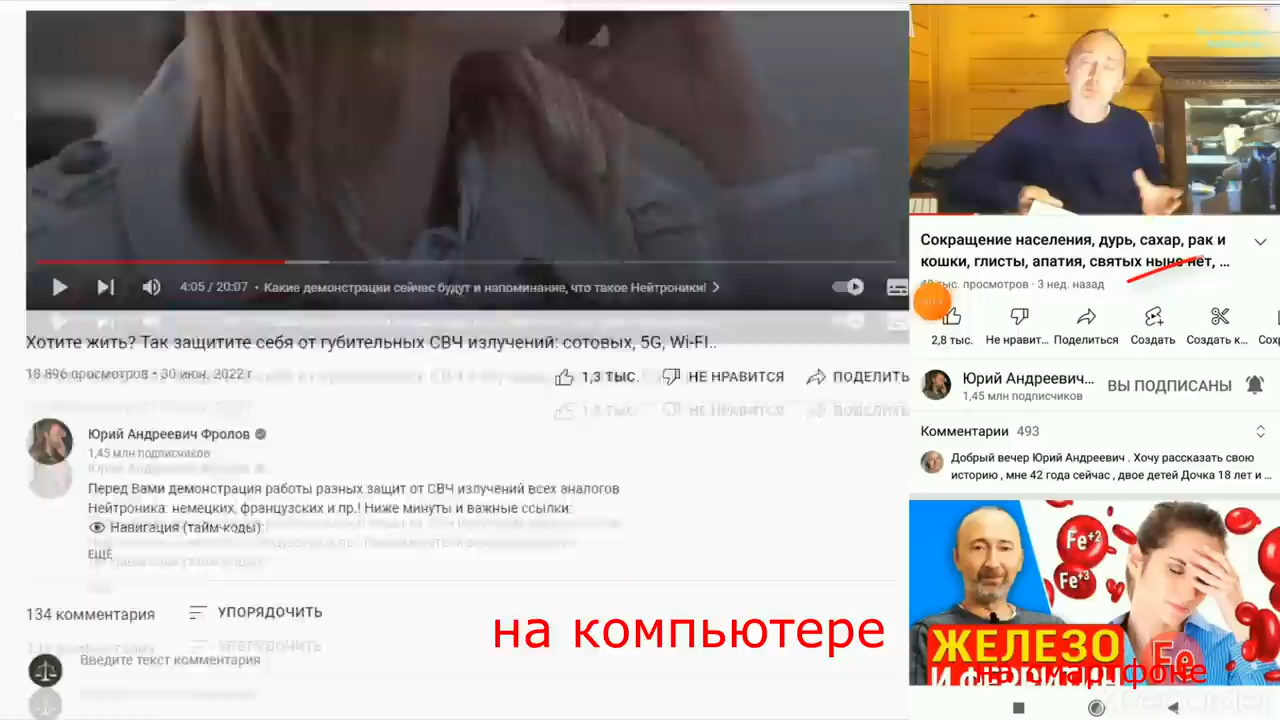 4:05 / 20:07 • Какие демонстрации сейчас будут и напоминание, что такое Нейтроники!
Хотите жить? Так защитите себя от губительных СВЧ излучений: сотовых, 5G, Wi-FI..
18 896 просмотров • 30 июн. 2022 г.
1,3 ТЫС.
НЕ НРАВИТСЯ
ПОДЕЛИТЬ
Юрий Андреевич Фролов
1,45 млн подписчиков
Перед Вами демонстрация работы разных защит от СВЧ излучений всех аналогов
Нейтроника: немецких, французских и пр.! Ниже минуты и важные ссылки:
Навигация (тайм-коды):
ЕЩЁ
134 комментария
УПОРЯДОЧИТЬ
Введите текст комментария
на компьютере
Сокращение населения, дурь, сахар, рак и
кошки, глисты, апатия, святых ныне нет, ...
тыс. просмотров · 3 нед. назад
2,8 тыс.
Не нравит...
Поделиться
Создать
Создать к...
Сохр
Юрий Андреевич...
1,45 млн подписчиков
ВЫ ПОДПИСАНЫ
Комментарии 493
Добрый вечер Юрий Андреевич . Хочу рассказать свою
историю , мне 42 года сейчас , двое детей Дочка 18 лет и ...
Fe+2
Fe+3
ЖЕЛЕЗО
И ФЕРРИТИН
Fe